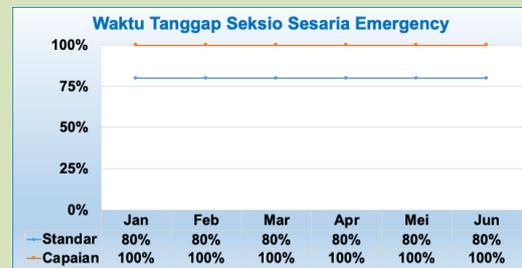 Waktu Tanggap Seksio Sesaria Emergency
100%
75%
50%
25%
0%
Jan Feb Mar Apr Mei Jun
Standar 80% 80% 80% 80% 80% 80%
Capaian 100% 100% 100% 100% 100% 100%